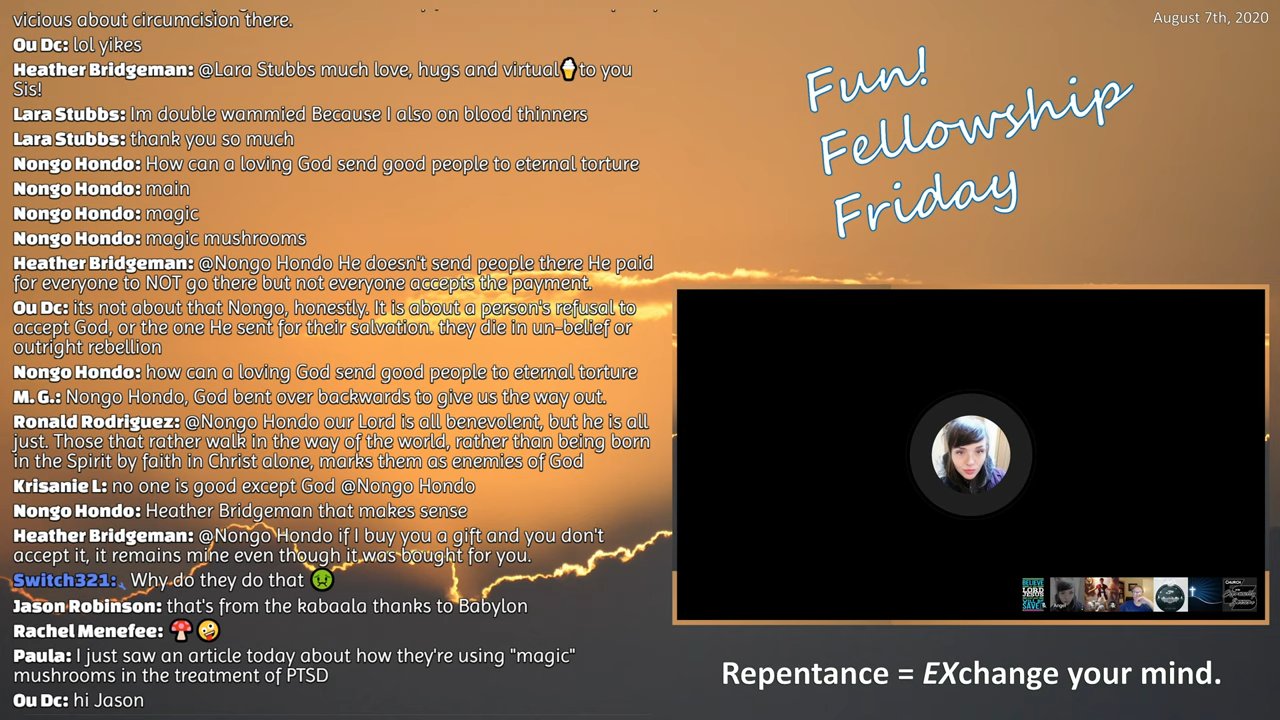 vicious about circumcision there.
Ou Dc: lol yikes
Heather Bridgeman: @Lara Stubbs much love, hugs and virtual🍦to you
Sis!
Lara Stubbs: Im double wammied Because I also on blood thinners
Lara Stubbs: thank you so much
Nongo Hondo: How can a loving God send good people to eternal torture
Nongo Hondo: main
Nongo Hondo: magic
Nongo Hondo: magic mushrooms
Heather Bridgeman: @Nongo Hondo He doesn't send people there He paid
for everyone to NOT go there but not everyone accepts the payment.
Ou Dc: its not about that Nongo, honestly. It is about a person's refusal to
accept God, or the one He sent for their salvation. they die in un-belief or
outright rebellion
Nongo Hondo: how can a loving God send good people to eternal torture
M. G.: Nongo Hondo, God bent over backwards to give us the way out.
Ronald Rodriguez: @Nongo Hondo our Lord is all benevolent, but he is all
just. Those that rather walk in the way of the world, rather than being born
in the Spirit by faith in Christ alone, marks them as enemies of God
Krisanie L: no one is good except God @Nongo Hondo
Nongo Hondo: Heather Bridgeman that makes sense
Heather Bridgeman: @Nongo Hondo if I buy you a gift and you don't
accept it, it remains mine even though it was bought for you.
Switch321: Why do they do that 🤢
Jason Robinson: that's from the kabaala thanks to Babylon
Rachel Menefee: 🍄🤪
Paula: I just saw an article today about how they're using "magic"
mushrooms in the treatment of PTSD
Ou Dc: hi Jason
August 7th, 2020
Fun!
Fellowship
Friday
BELIEVE
LORD
JESUS
SAVE
CHURCH
Repentance = EXchange your mind.